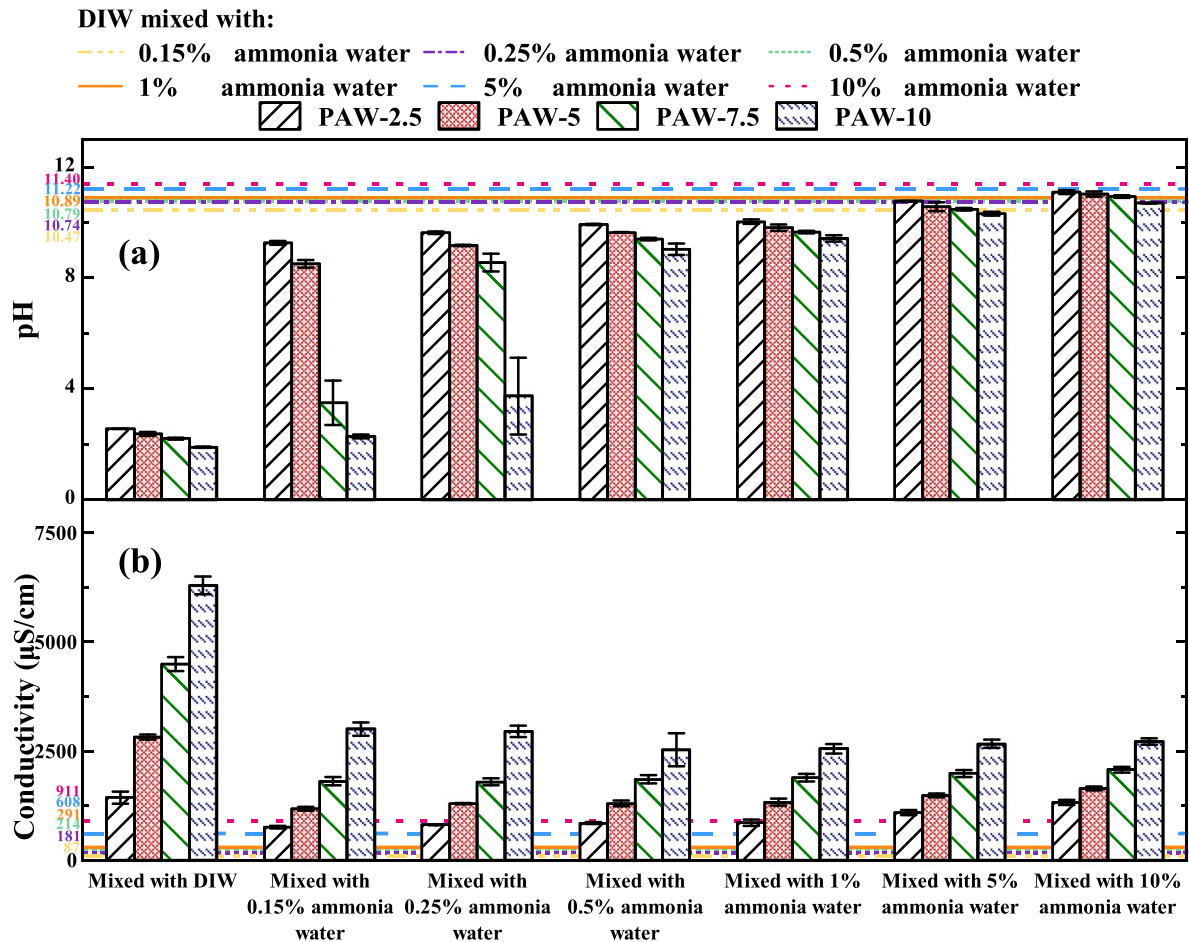 DIW mixed with:
0.15% ammonia water 0.25% ammonia water 0.5% ammonia water
1% ammonia water 5% ammonia water 10% ammonia water
PAW-2.5 PAW-5 PAW-7.5 PAW-10
12
11.40
11.22
10.89
10.79
10.74
10.47
(a)
8
pH
4
0
7500
(b)
5000
Conductivity (μS/cm)
2500
911
608
291
214
181
87
0
Mixed with DIW Mixed with Mixed with Mixed with Mixed with 1% Mixed with 5% Mixed with 10%
0.15% ammonia 0.25% ammonia 0.5% ammonia ammonia water ammonia water ammonia water
water water water